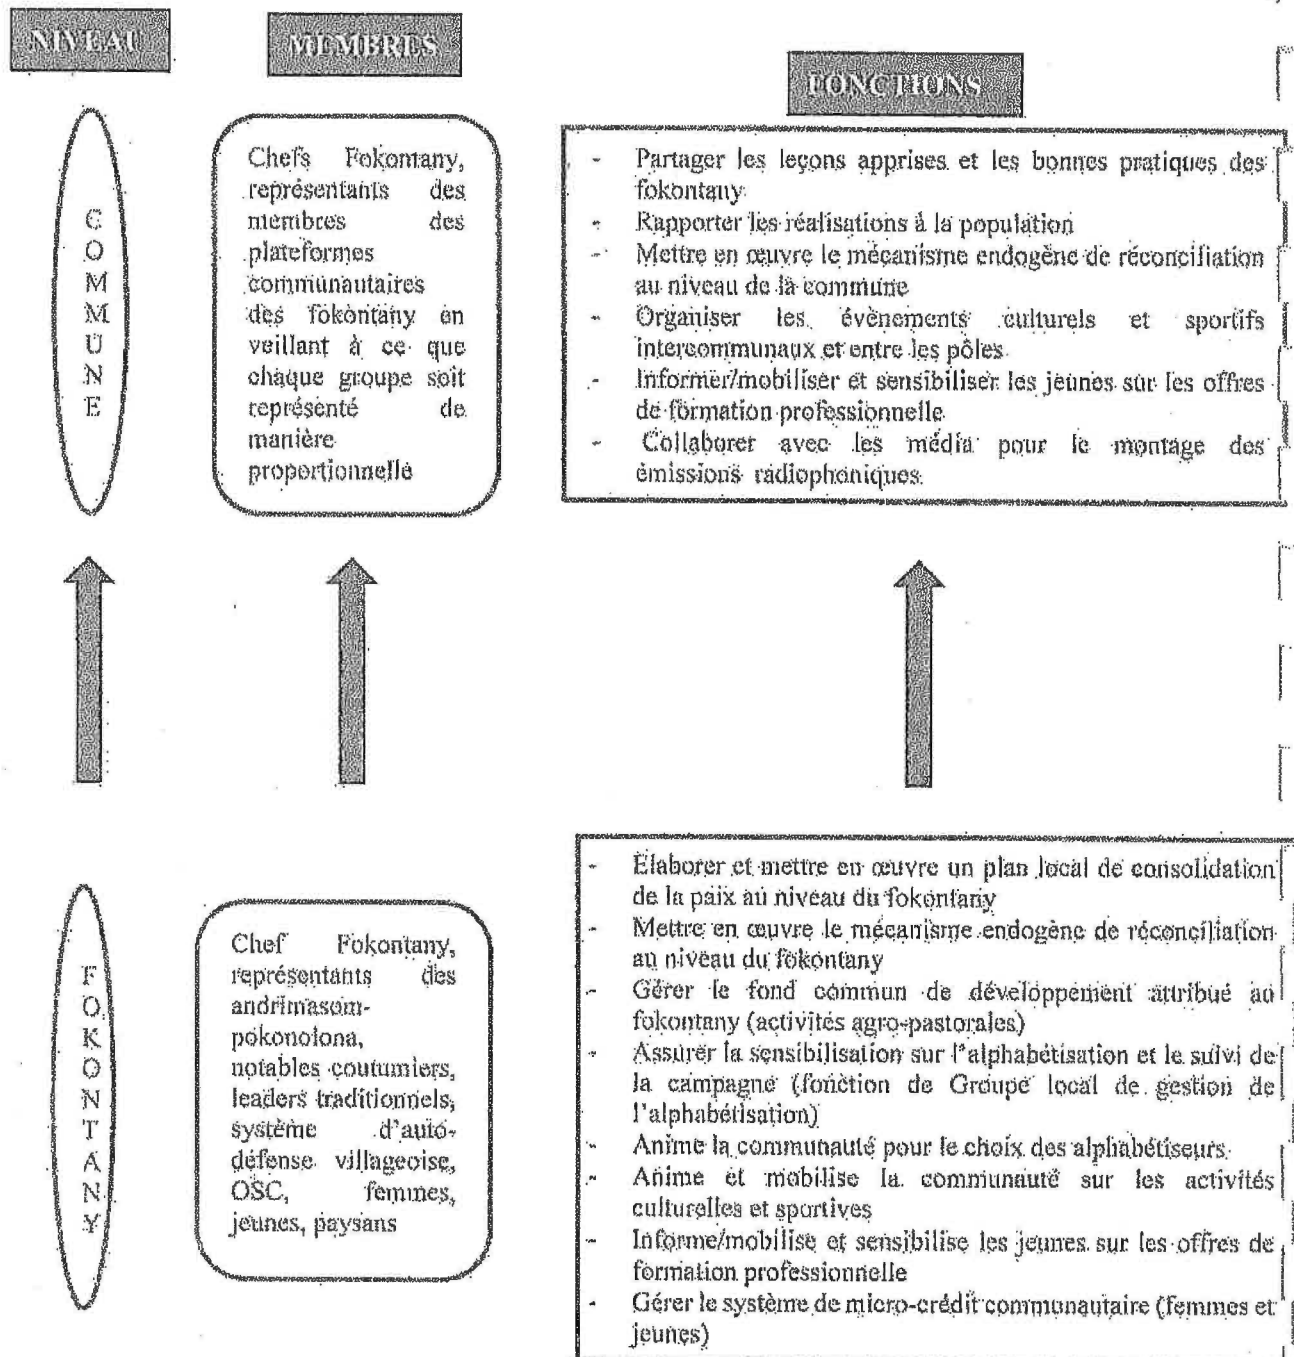 NIVEAU
MEMBRES
FONCTIONS
COMMUNE
Chefs Fokontany,
représentants des
membres des
plateformes
communautaires
des fokontany en
veillant à ce que
chaque groupe soit
représenté de
manière
proportionnelle
- Partager les leçons apprises et les bonnes pratiques des
fokontany
- Rapporter les réalisations à la population
- Mettre en œuvre le mécanisme endogène de réconciliation
au niveau de la commune
- Organiser les évènements culturels et sportifs
intercommunaux et entre les pôles
- Informer/mobiliser et sensibiliser les jeunes sur les offres
de formation professionnelle
- Collaborer avec les média pour le montage des
émissions radiophoniques.
FOKONTANY
Chef Fokontany,
représentants des
andrimasom-
pokonolona,
notables coutumiers,
leaders traditionnels,
système d'auto-
défense villageoise,
OSC, femmes,
jeunes, paysans
- Elaborer et mettre en œuvre un plan local de consolidation
de la paix au niveau du fokontany
- Mettre en œuvre le mécanisme endogène de réconciliation
au niveau du fokontany
- Gérer le fond commun de développement attribué au
fokontany (activités agro-pastorales)
- Assurer la sensibilisation sur l'alphabétisation et le suivi de
la campagne (fonction de Groupe local de gestion de
l'alphabétisation)
- Anime la communauté pour le choix des alphabétiseurs
- Anime et mobilise la communauté sur les activités
culturelles et sportives
- Informe/mobilise et sensibilise les jeunes sur les offres de
formation professionnelle
- Gérer le système de micro-crédit communautaire (femmes et
jeunes)